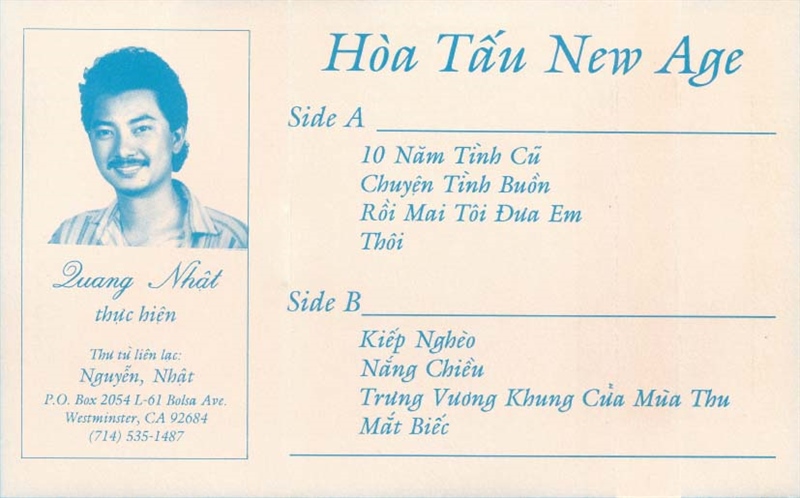 Hòa Tấu New Age
Side A
10 Năm Tình Cũ
Chuyện Tình Buồn
Rồi Mai Tôi Đưa Em
Thôi
Side B
Kiếp Nghèo
Nắng Chiều
Trưng Vương Khung Cửa Mùa Thu
Mắt Biếc
Quang Nhật
thực hiện
Thư từ liên lạc:
Nguyễn, Nhật
P.O. Box 2054 L-61 Bolsa Ave.
Westminster, CA 92684
(714) 535-1487